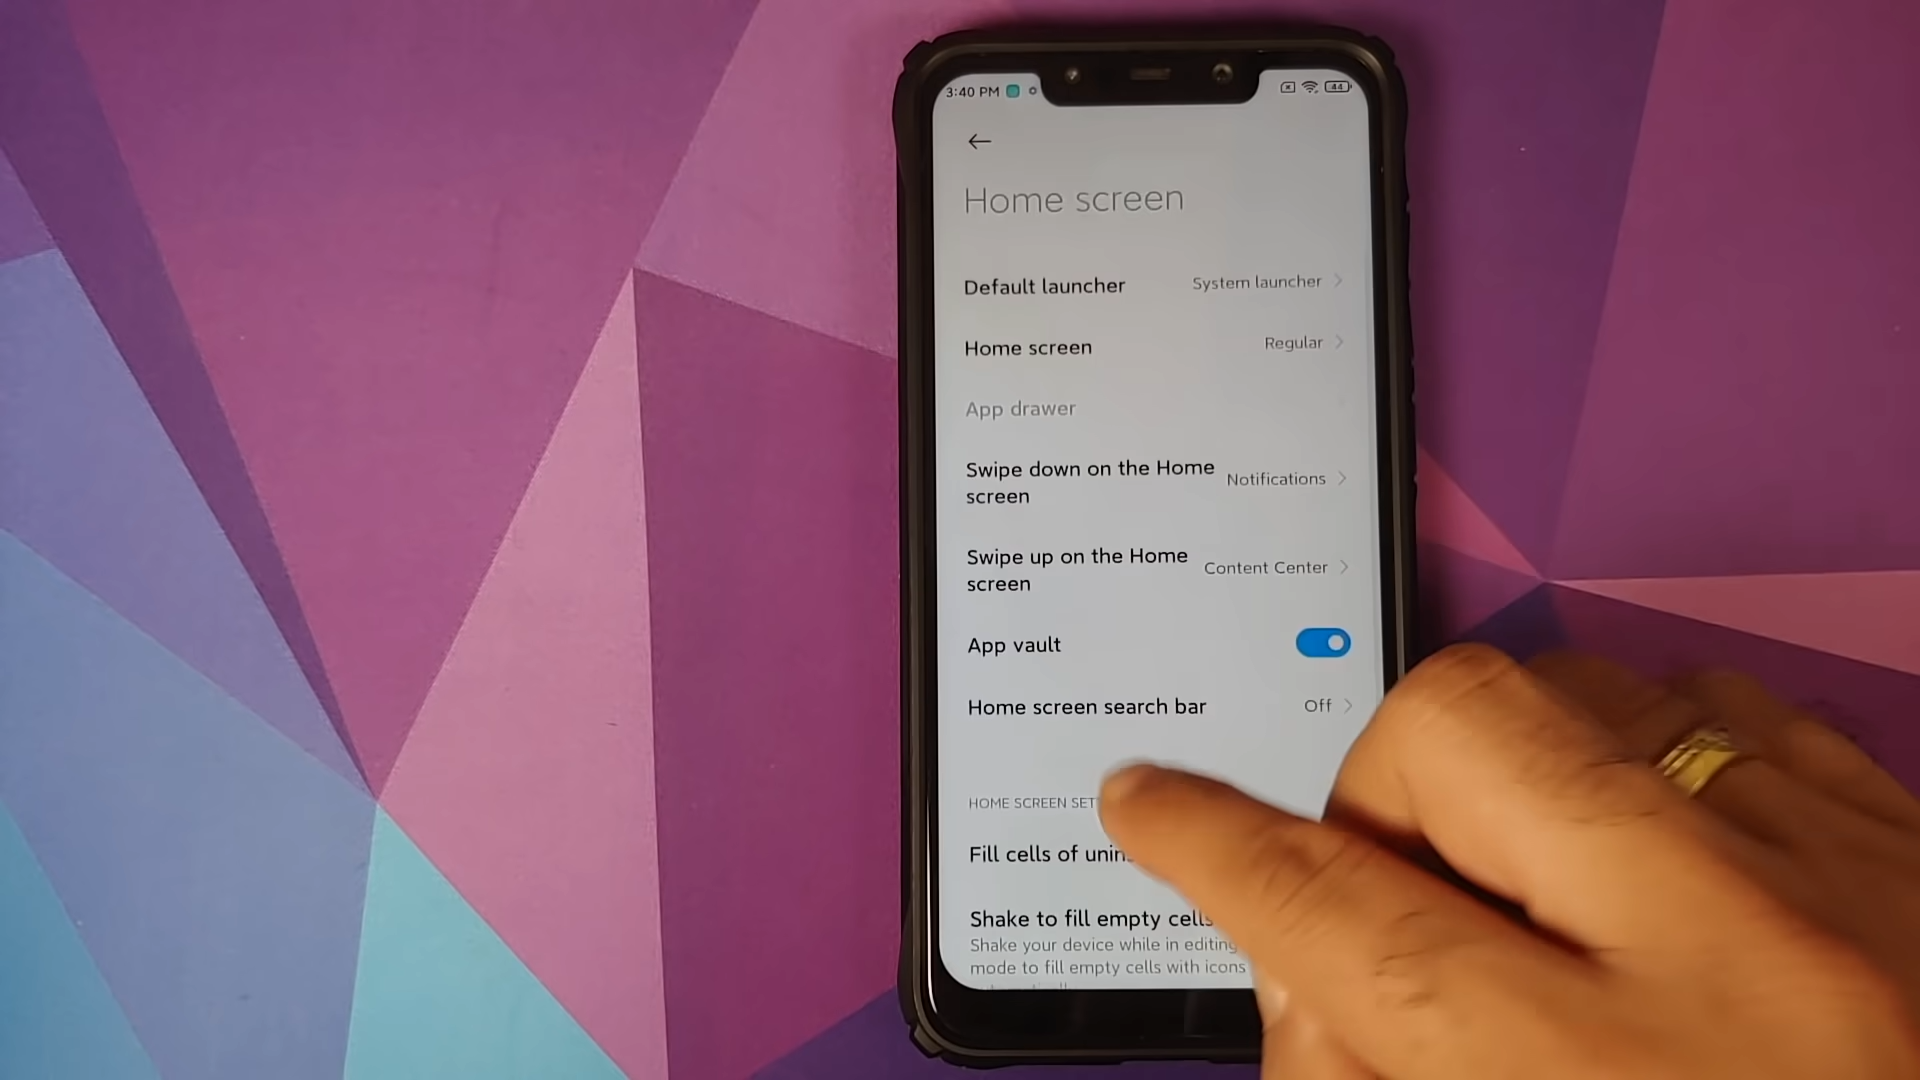 3:40 PM
44
Home screen
Default launcher
System launcher
Home screen
Regular
App drawer
Swipe down on the Home
screen
Notifications
Swipe up on the Home
screen
Content Center
App vault
Home screen search bar
Off
HOME SCREEN
Fill cells of
Shake to fill empty cells
Shake your device while in editing
mode to fill empty cells with icons